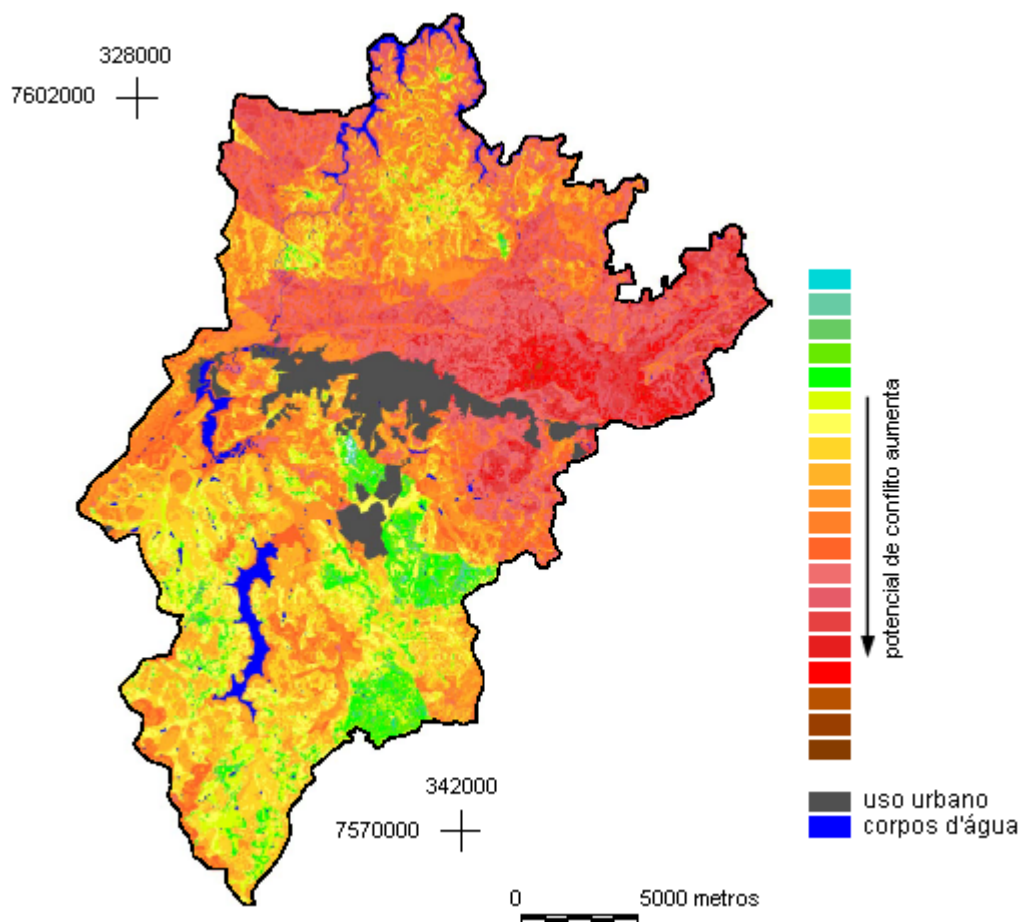 328000
7602000
potencial de conflito aumenta
342000
7570000
uso urbano
corpos d'água
0 5000 metros